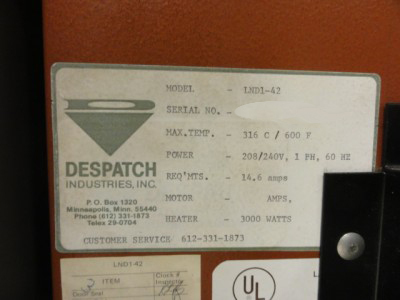 MODEL - LND1-42
SERIAL NO. -
MAX.TEMP. - 316 C / 600 F
POWER - 208/240V, 1 PH, 60 HZ
RKQ'MTS. - 14.6 amps
MOTOR - AMPS,
HEATER - 3000 WATTS
DESPATCH
INDUSTRIES, INC.
P.O. Box 1320
Minneapolis, Minn. 55440
Phone (612) 331-1873
Telex 29-0704
CUSTOMER SERVICE 612-331-1873
LND1-42
ITEM
Clock #
UL